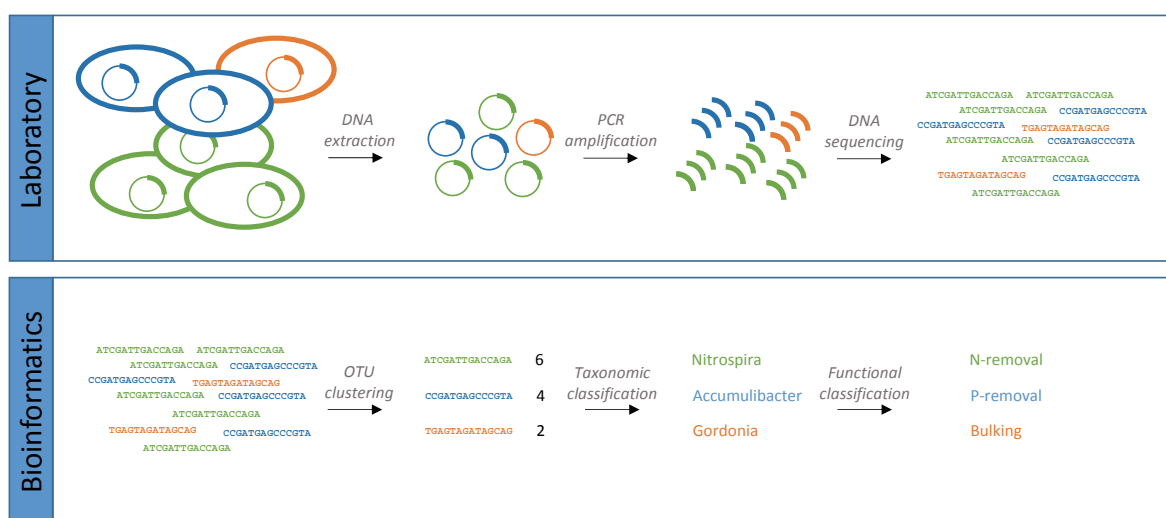 Laboratory
DNA
extraction
PCR
amplification
DNA
sequencing
ATCGATTGACCAGA ATCGATTGACCAGA
ATCGATTGACCAGA CCGATGAGCCCGTA
CCGATGAGCCCGTA TGAGTAGATAGCAG
ATCGATTGACCAGA CCGATGAGCCCGTA
ATCGATTGACCAGA
TGAGTAGATAGCAG CCGATGAGCCCGTA
ATCGATTGACCAGA
Bioinformatics
ATCGATTGACCAGA ATCGATTGACCAGA
ATCGATTGACCAGA CCGATGAGCCCGTA
CCGATGAGCCCGTA TGAGTAGATAGCAG
ATCGATTGACCAGA CCGATGAGCCCGTA
ATCGATTGACCAGA
TGAGTAGATAGCAG CCGATGAGCCCGTA
ATCGATTGACCAGA
OTU
clustering
ATCGATTGACCAGA 6
CCGATGAGCCCGTA 4
TGAGTAGATAGCAG 2
Taxonomic
classification
Nitrospira
Accumulibacter
Gordonia
Functional
classification
N-removal
P-removal
Bulking